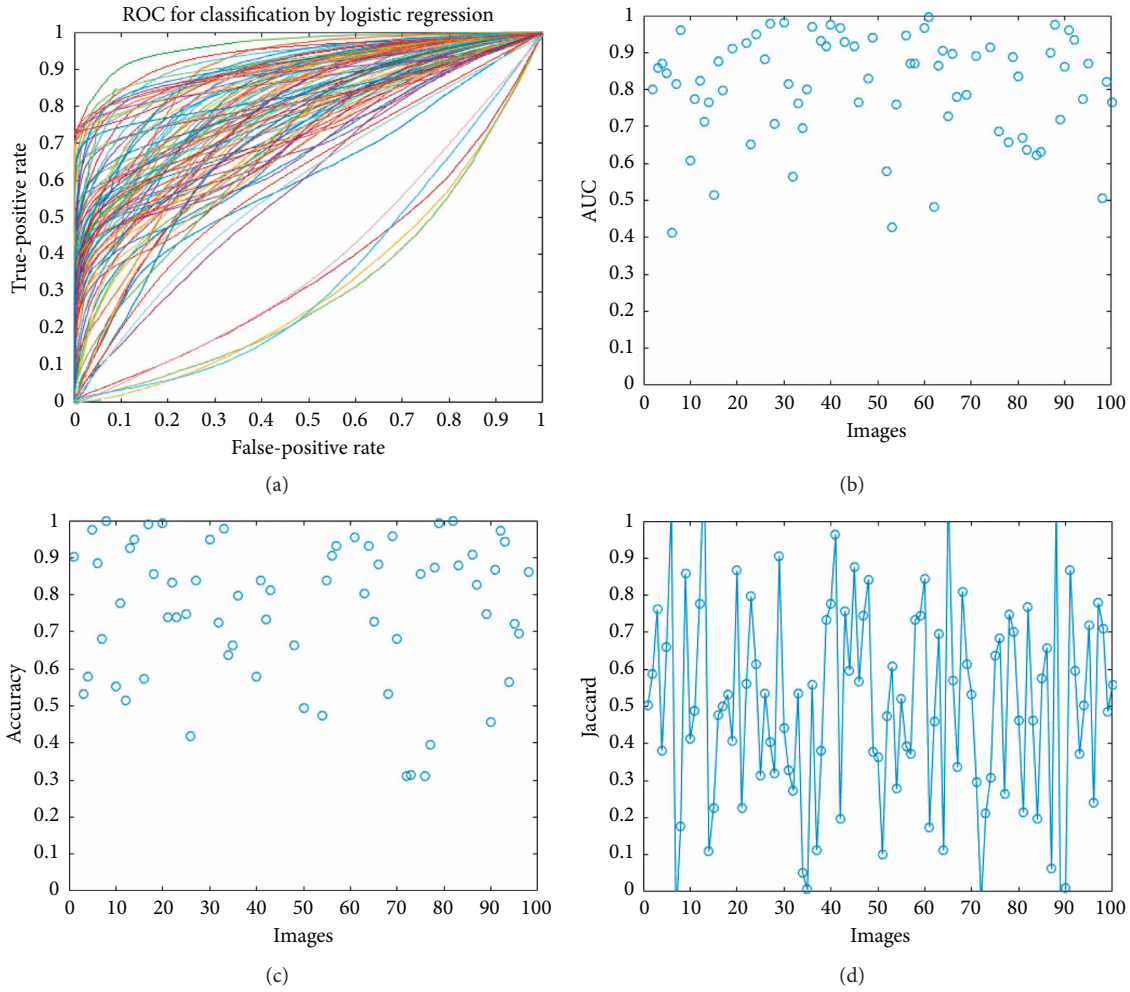 ROC for classification by logistic regression
1
0.9
0.8
0.7
0.6
0.5
0.4
0.3
0.2
0.1
0
True-positive rate
0 0.1 0.2 0.3 0.4 0.5 0.6 0.7 0.8 0.9 1
False-positive rate
(a)
1
0.9
0.8
0.7
0.6
0.5
0.4
0.3
0.2
0.1
0
AUC
0 10 20 30 40 50 60 70 80 90 100
Images
(b)
1
0.9
0.8
0.7
0.6
0.5
0.4
0.3
0.2
0.1
0
Accuracy
0 10 20 30 40 50 60 70 80 90 100
Images
(c)
1
0.9
0.8
0.7
0.6
0.5
0.4
0.3
0.2
0.1
0
Jaccard
0 10 20 30 40 50 60 70 80 90 100
Images
(d)